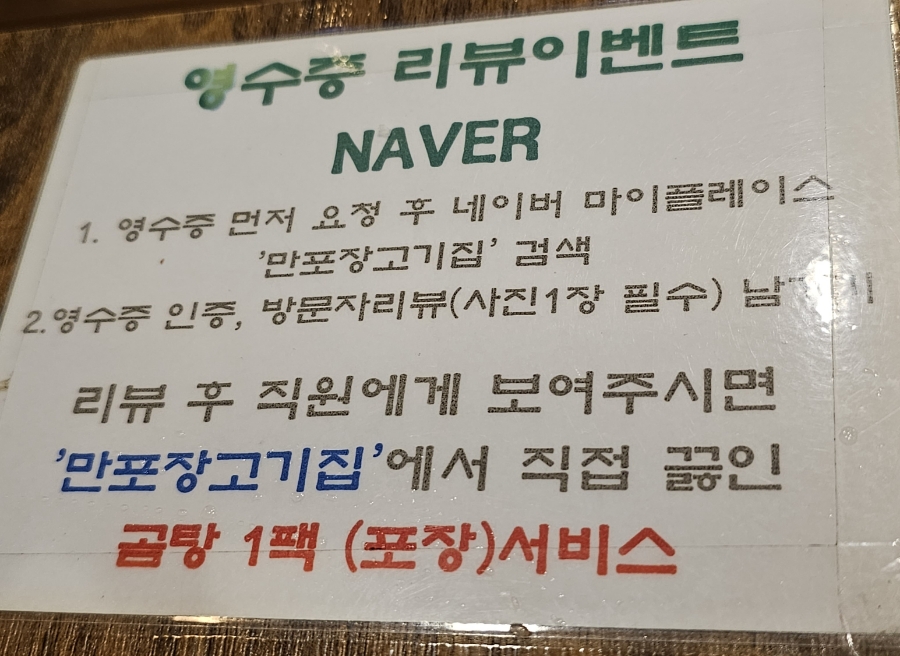 영수증 리뷰이벤트
NAVER
1. 영수증 먼저 요청 후 네이버 마이플레이스
'만포장고기집' 검색
2.영수증 인증, 방문자리뷰(사진1장 필수)
리뷰 후 직원에게 보여주시면
'만포장고기집'에서 직접 끓인
곰탕 1팩 (포장)서비스